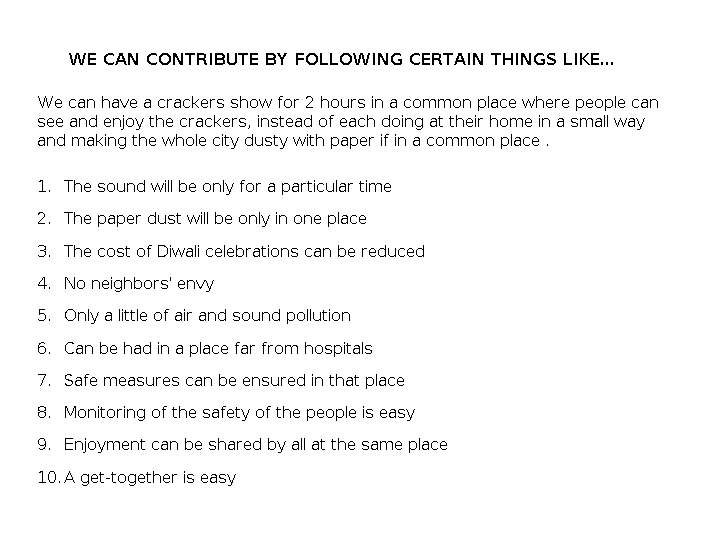 WE CAN CONTRIBUTE BY FOLLOWING CERTAIN THINGS LIKE...
We can have a crackers show for 2 hours in a common place where people can
see and enjoy the crackers, instead of each doing at their home in a small way
and making the whole city dusty with paper if in a common place .
1. The sound will be only for a particular time
2. The paper dust will be only in one place
3. The cost of Diwali celebrations can be reduced
4. No neighbors' envy
5. Only a little of air and sound pollution
6. Can be had in a place far from hospitals
7. Safe measures can be ensured in that place
8. Monitoring of the safety of the people is easy
9. Enjoyment can be shared by all at the same place
10. A get-together is easy